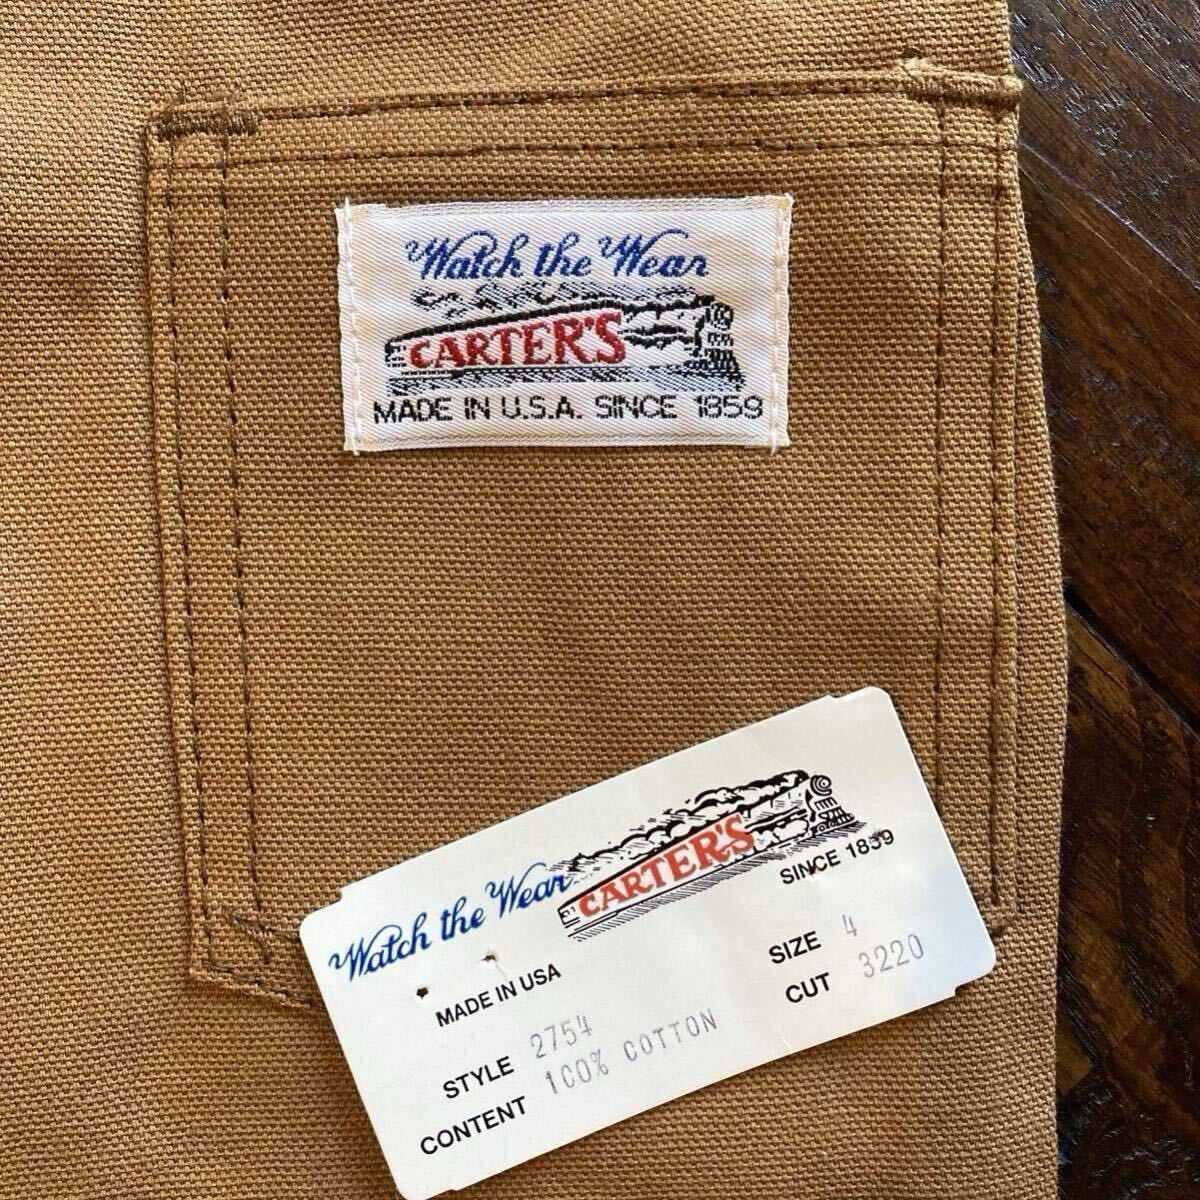 Watch the Wear
CARTER'S
MADE IN U.S.A. SINCE 1859
Watch the Wear
CARTER'S
SINCE 1859
MADE IN USA
SIZE 4
STYLE 2754
CUT 3220
CONTENT 100% COTTON